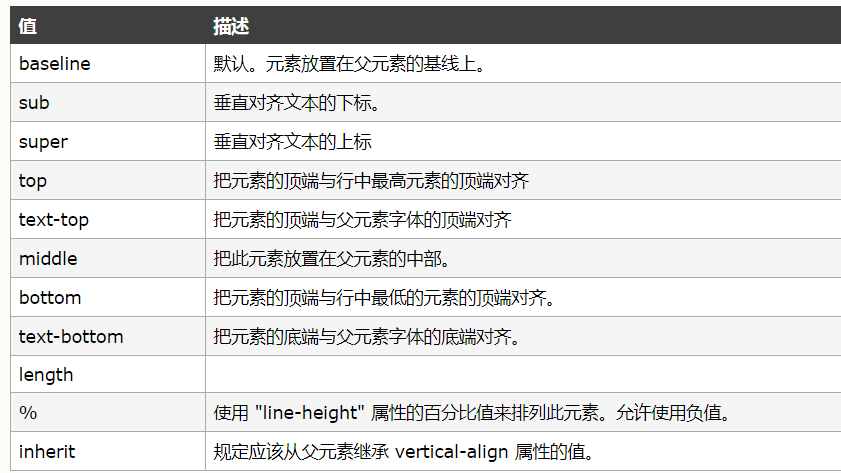 值 描述
baseline 默认。元素放置在父元素的基线上。
sub 垂直对齐文本的下标。
super 垂直对齐文本的上标
top 把元素的顶端与行中最高元素的顶端对齐
text-top 把元素的顶端与父元素字体的顶端对齐
middle 把此元素放置在父元素的中部。
bottom 把元素的顶端与行中最低的元素的顶端对齐。
text-bottom 把元素的底端与父元素字体的底端对齐。
length
% 使用 "line-height" 属性的百分比值来排列此元素。允许使用负值。
inherit 规定应该从父元素继承 vertical-align 属性的值。